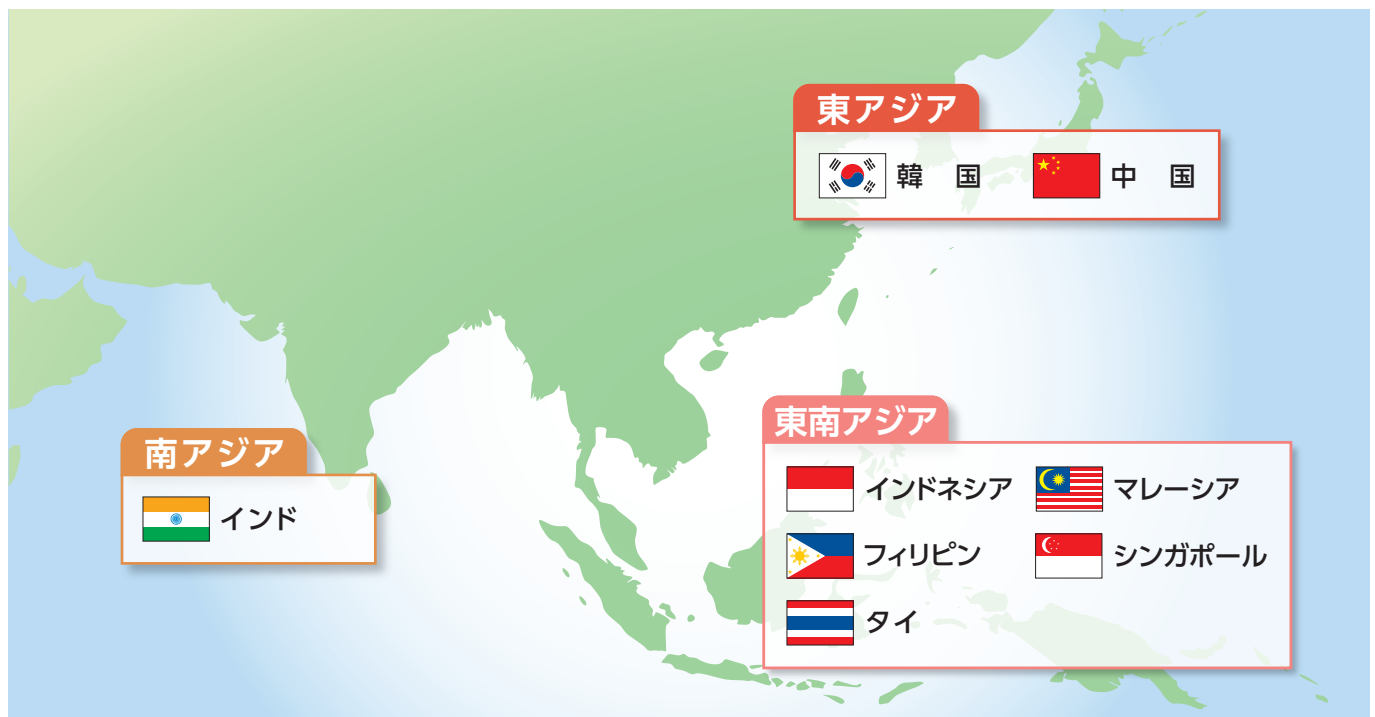 東アジア
韓　国　中　国
南アジア
インド
東南アジア
インドネシア　マレーシア
フィリピン　シンガポール
タイ